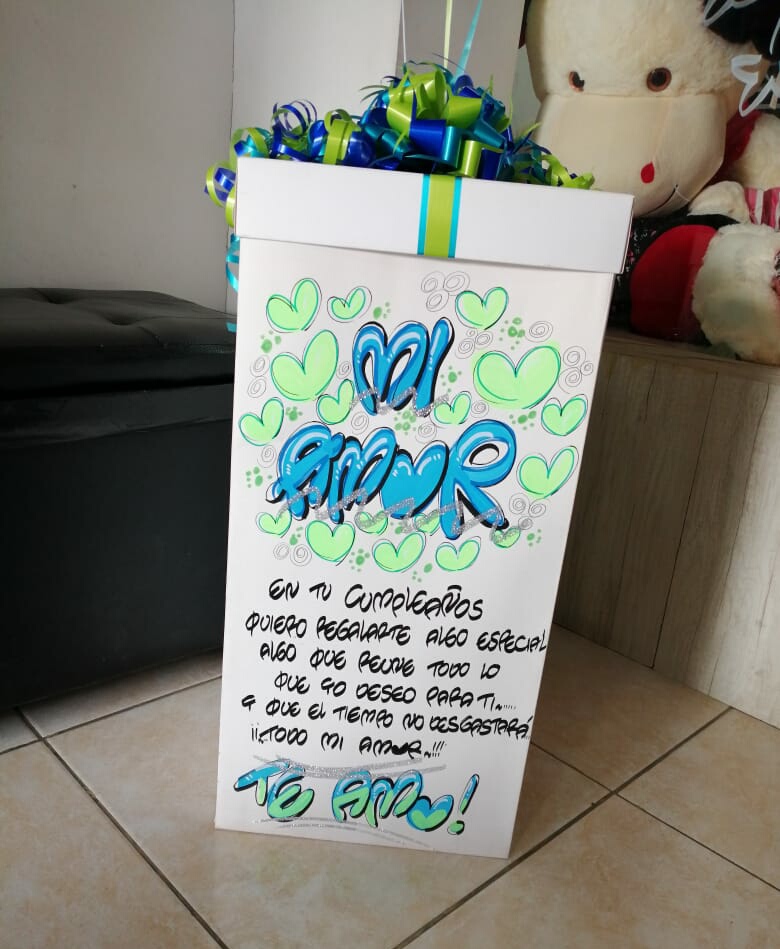 MI
AMOR
EN TU CUMPLEAÑOS
QUIERO REGALARTE ALGO ESPECIAL
ALGO QUE REUNE TODO LO
QUE YO DESEO PARA TI......
Y QUE EL TIEMPO NO DESGASTARÁ..
¡¡..TODO MI AMOR..!!!
TE AMO!